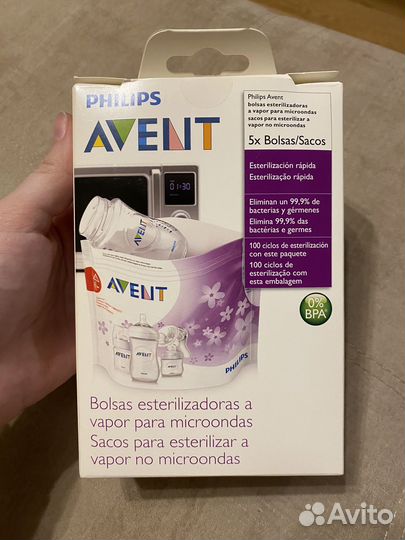 PHILIPS
AVENT
Philips Avent
bolsas esterilizadoras
a vapor para microondas
sacos para esterilizar a
vapor no microondas
5x Bolsas/Sacos
Esterilización rápida
Esterilização rápida
Eliminan un 99,9% de
bacterias y gérmenes
Elimina 99,9% das
bactérias e germes
100 ciclos de esterilización
con este paquete
100 ciclos de
esterilização com
esta embalagem
0%
BPA
01:30
AVENT
AVENT
AVENT
PHILIPS
Bolsas esterilizadoras a
vapor para microondas
Sacos para esterilizar a
vapor no microondas
Avito